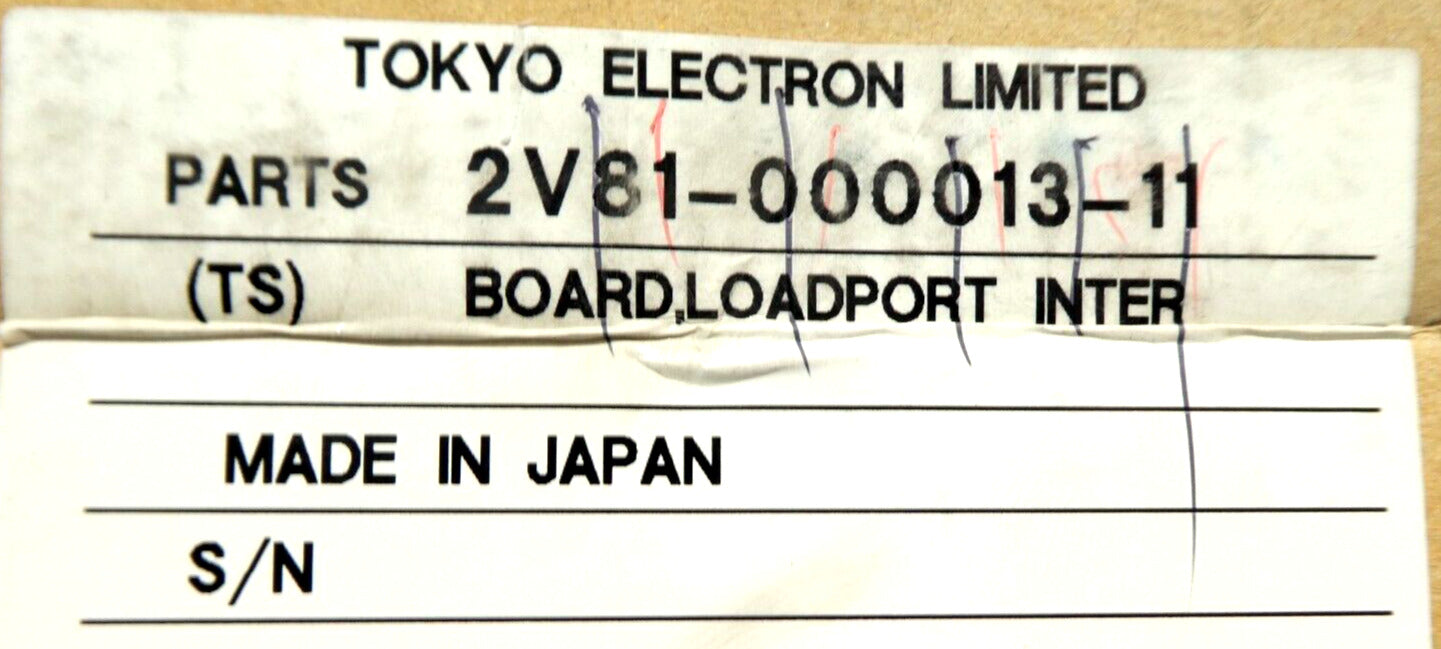 TOKYO ELECTRON LIMITED
PARTS 2V81-000013-11
(TS) BOARD,LOADPORT INTER
MADE IN JAPAN
S/N